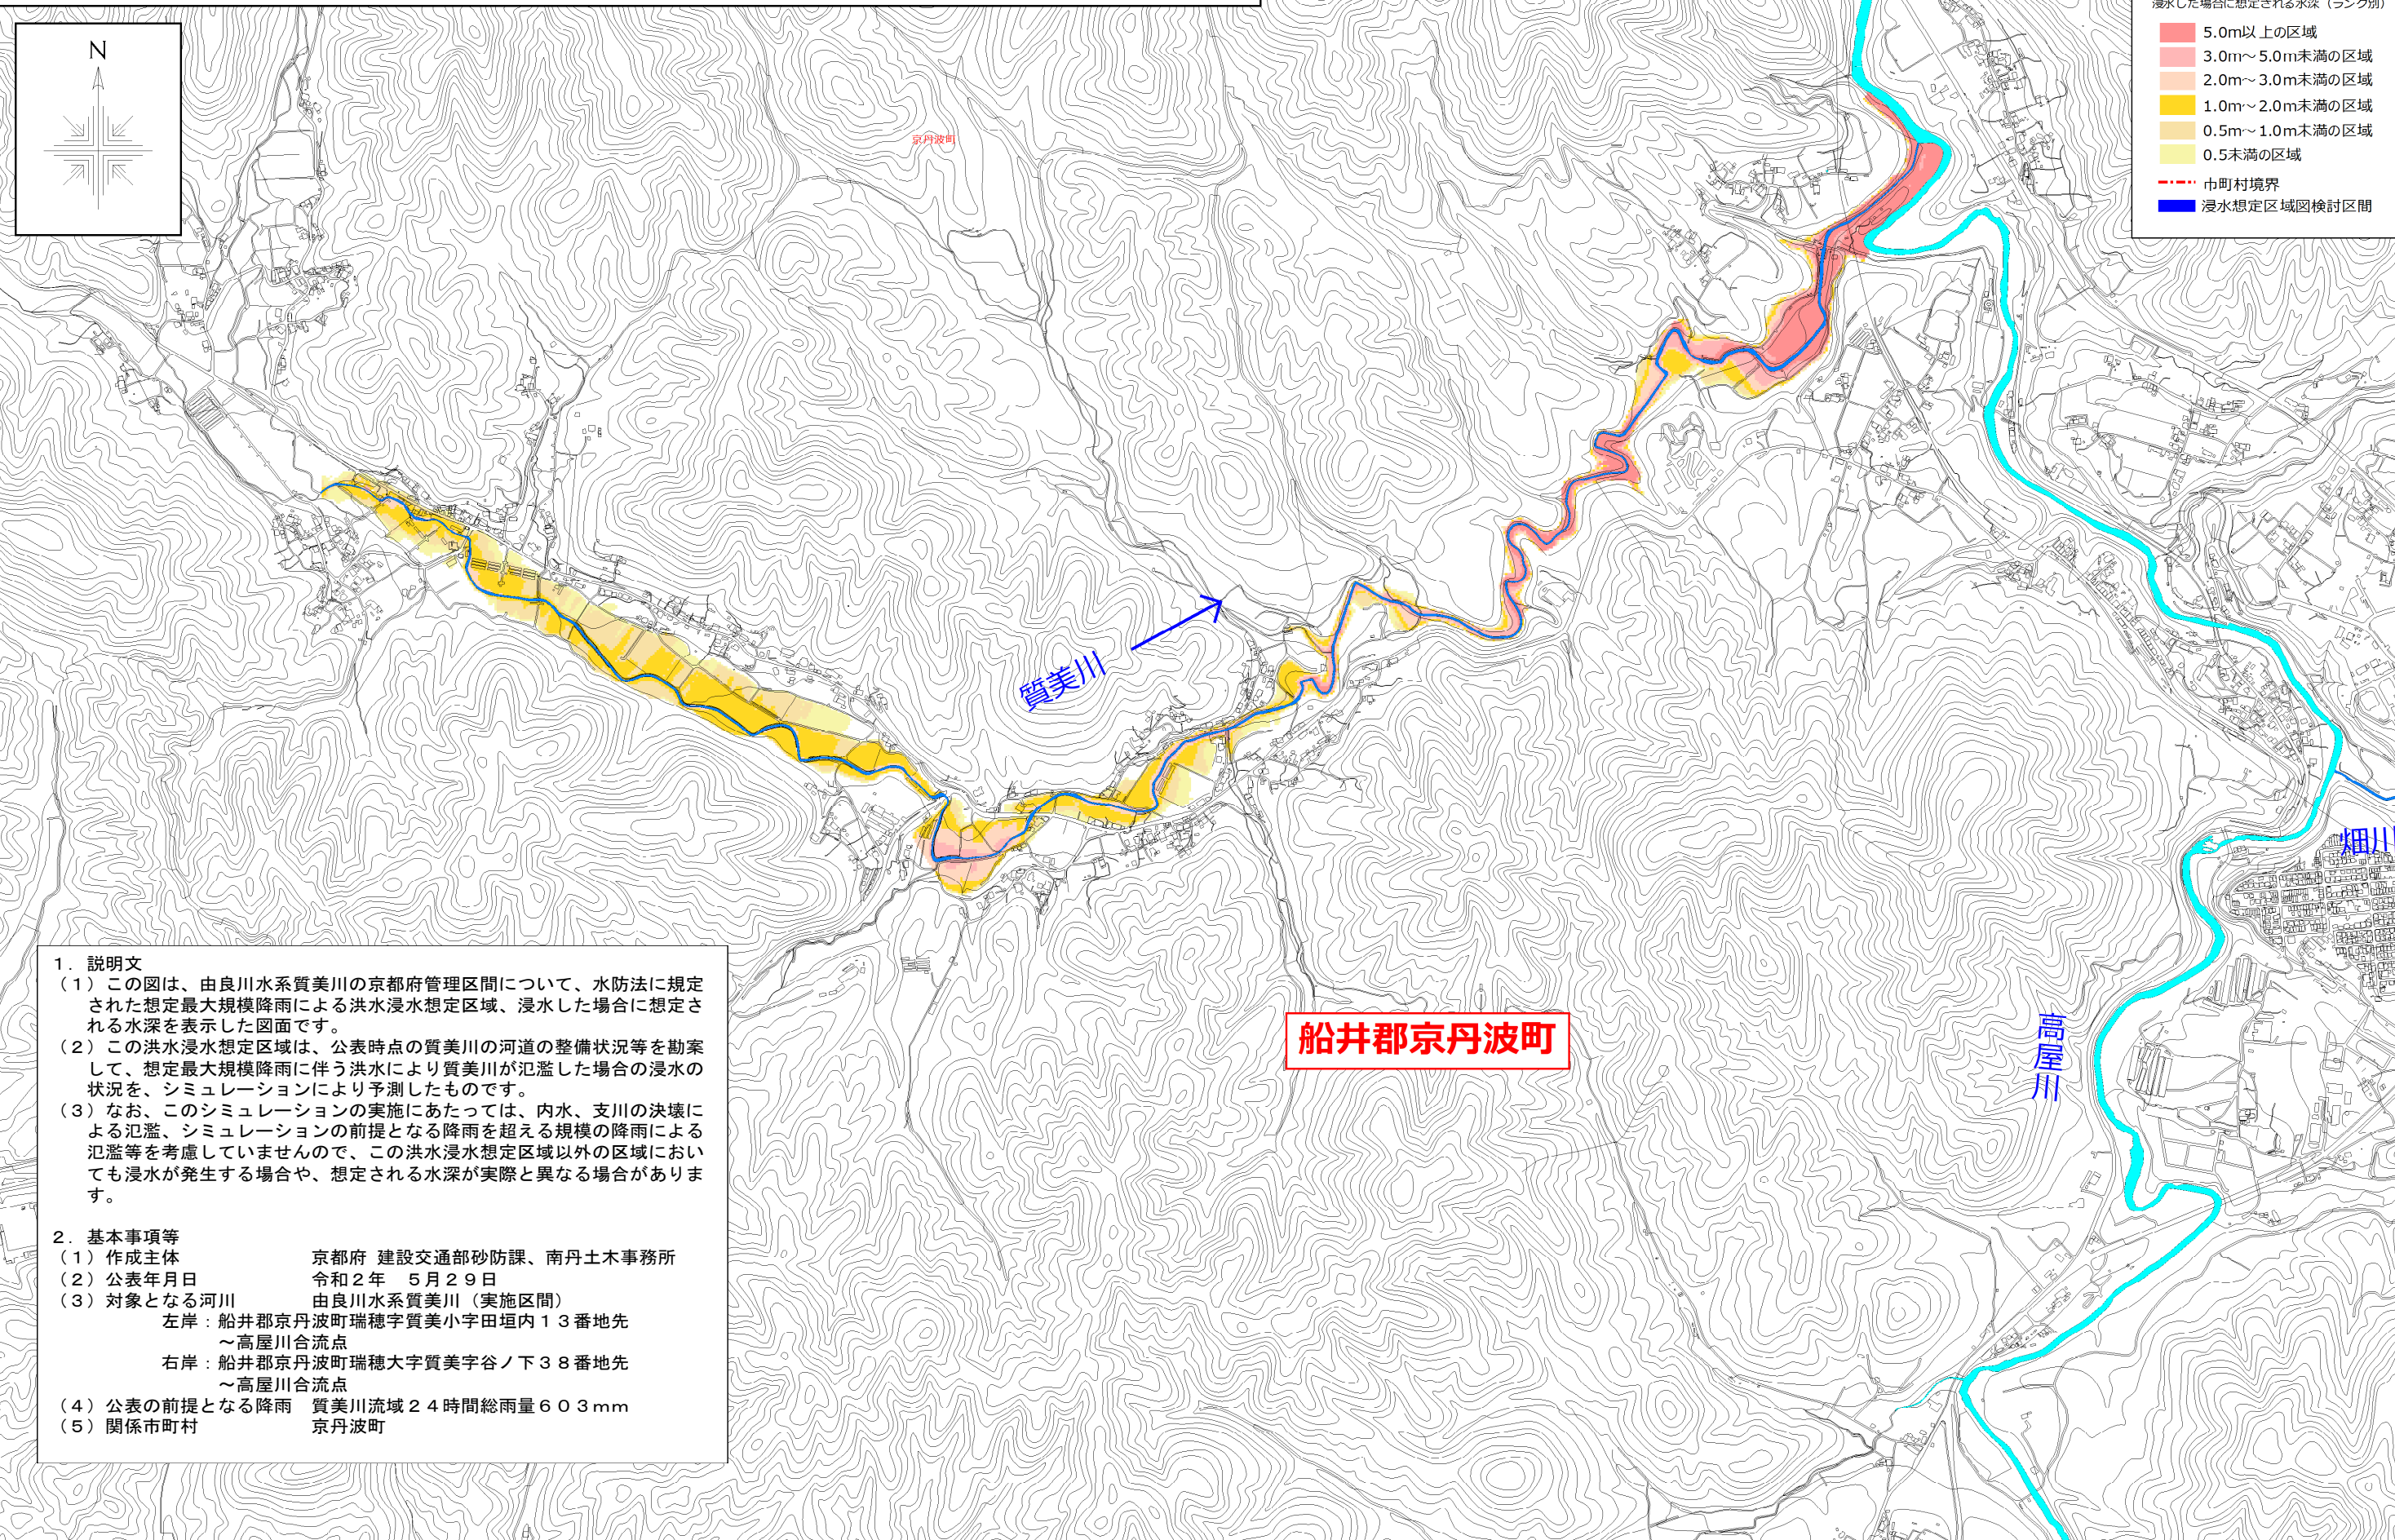 N
京丹波町
浸水した場合に想定される水深（ランク別）
5.0m以上の区域
3.0m～5.0m未満の区域
2.0m～3.0m未満の区域
1.0m～2.0m未満の区域
0.5m～1.0m未満の区域
0.5未満の区域
市町村境界
浸水想定区域図検討区間
質美川
畑川
船井郡京丹波町
高屋川
1．説明文
（1）この図は、由良川水系質美川の京都府管理区間について、水防法に規定
された想定最大規模降雨による洪水浸水想定区域、浸水した場合に想定さ
れる水深を表示した図面です。
（2）この洪水浸水想定区域は、公表時点の質美川の河道の整備状況等を勘案
して、想定最大規模降雨に伴う洪水により質美川が氾濫した場合の浸水の
状況を、シミュレーションにより予測したものです。
（3）なお、このシミュレーションの実施にあたっては、内水、支川の決壊に
よる氾濫、シミュレーションの前提となる降雨を超える規模の降雨による
氾濫等を考慮していませんので、この洪水浸水想定区域以外の区域におい
ても浸水が発生する場合や、想定される水深が実際と異なる場合がありま
す。
2．基本事項等
（1）作成主体　京都府 建設交通部砂防課、南丹土木事務所
（2）公表年月日　令和２年　５月２９日
（3）対象となる河川　由良川水系質美川（実施区間）
左岸：船井郡京丹波町瑞穂字質美小字田垣内１３番地先
～高屋川合流点
右岸：船井郡京丹波町瑞穂大字質美字谷ノ下３８番地先
～高屋川合流点
（4）公表の前提となる降雨　質美川流域２４時間総雨量６０３mm
（5）関係市町村　京丹波町